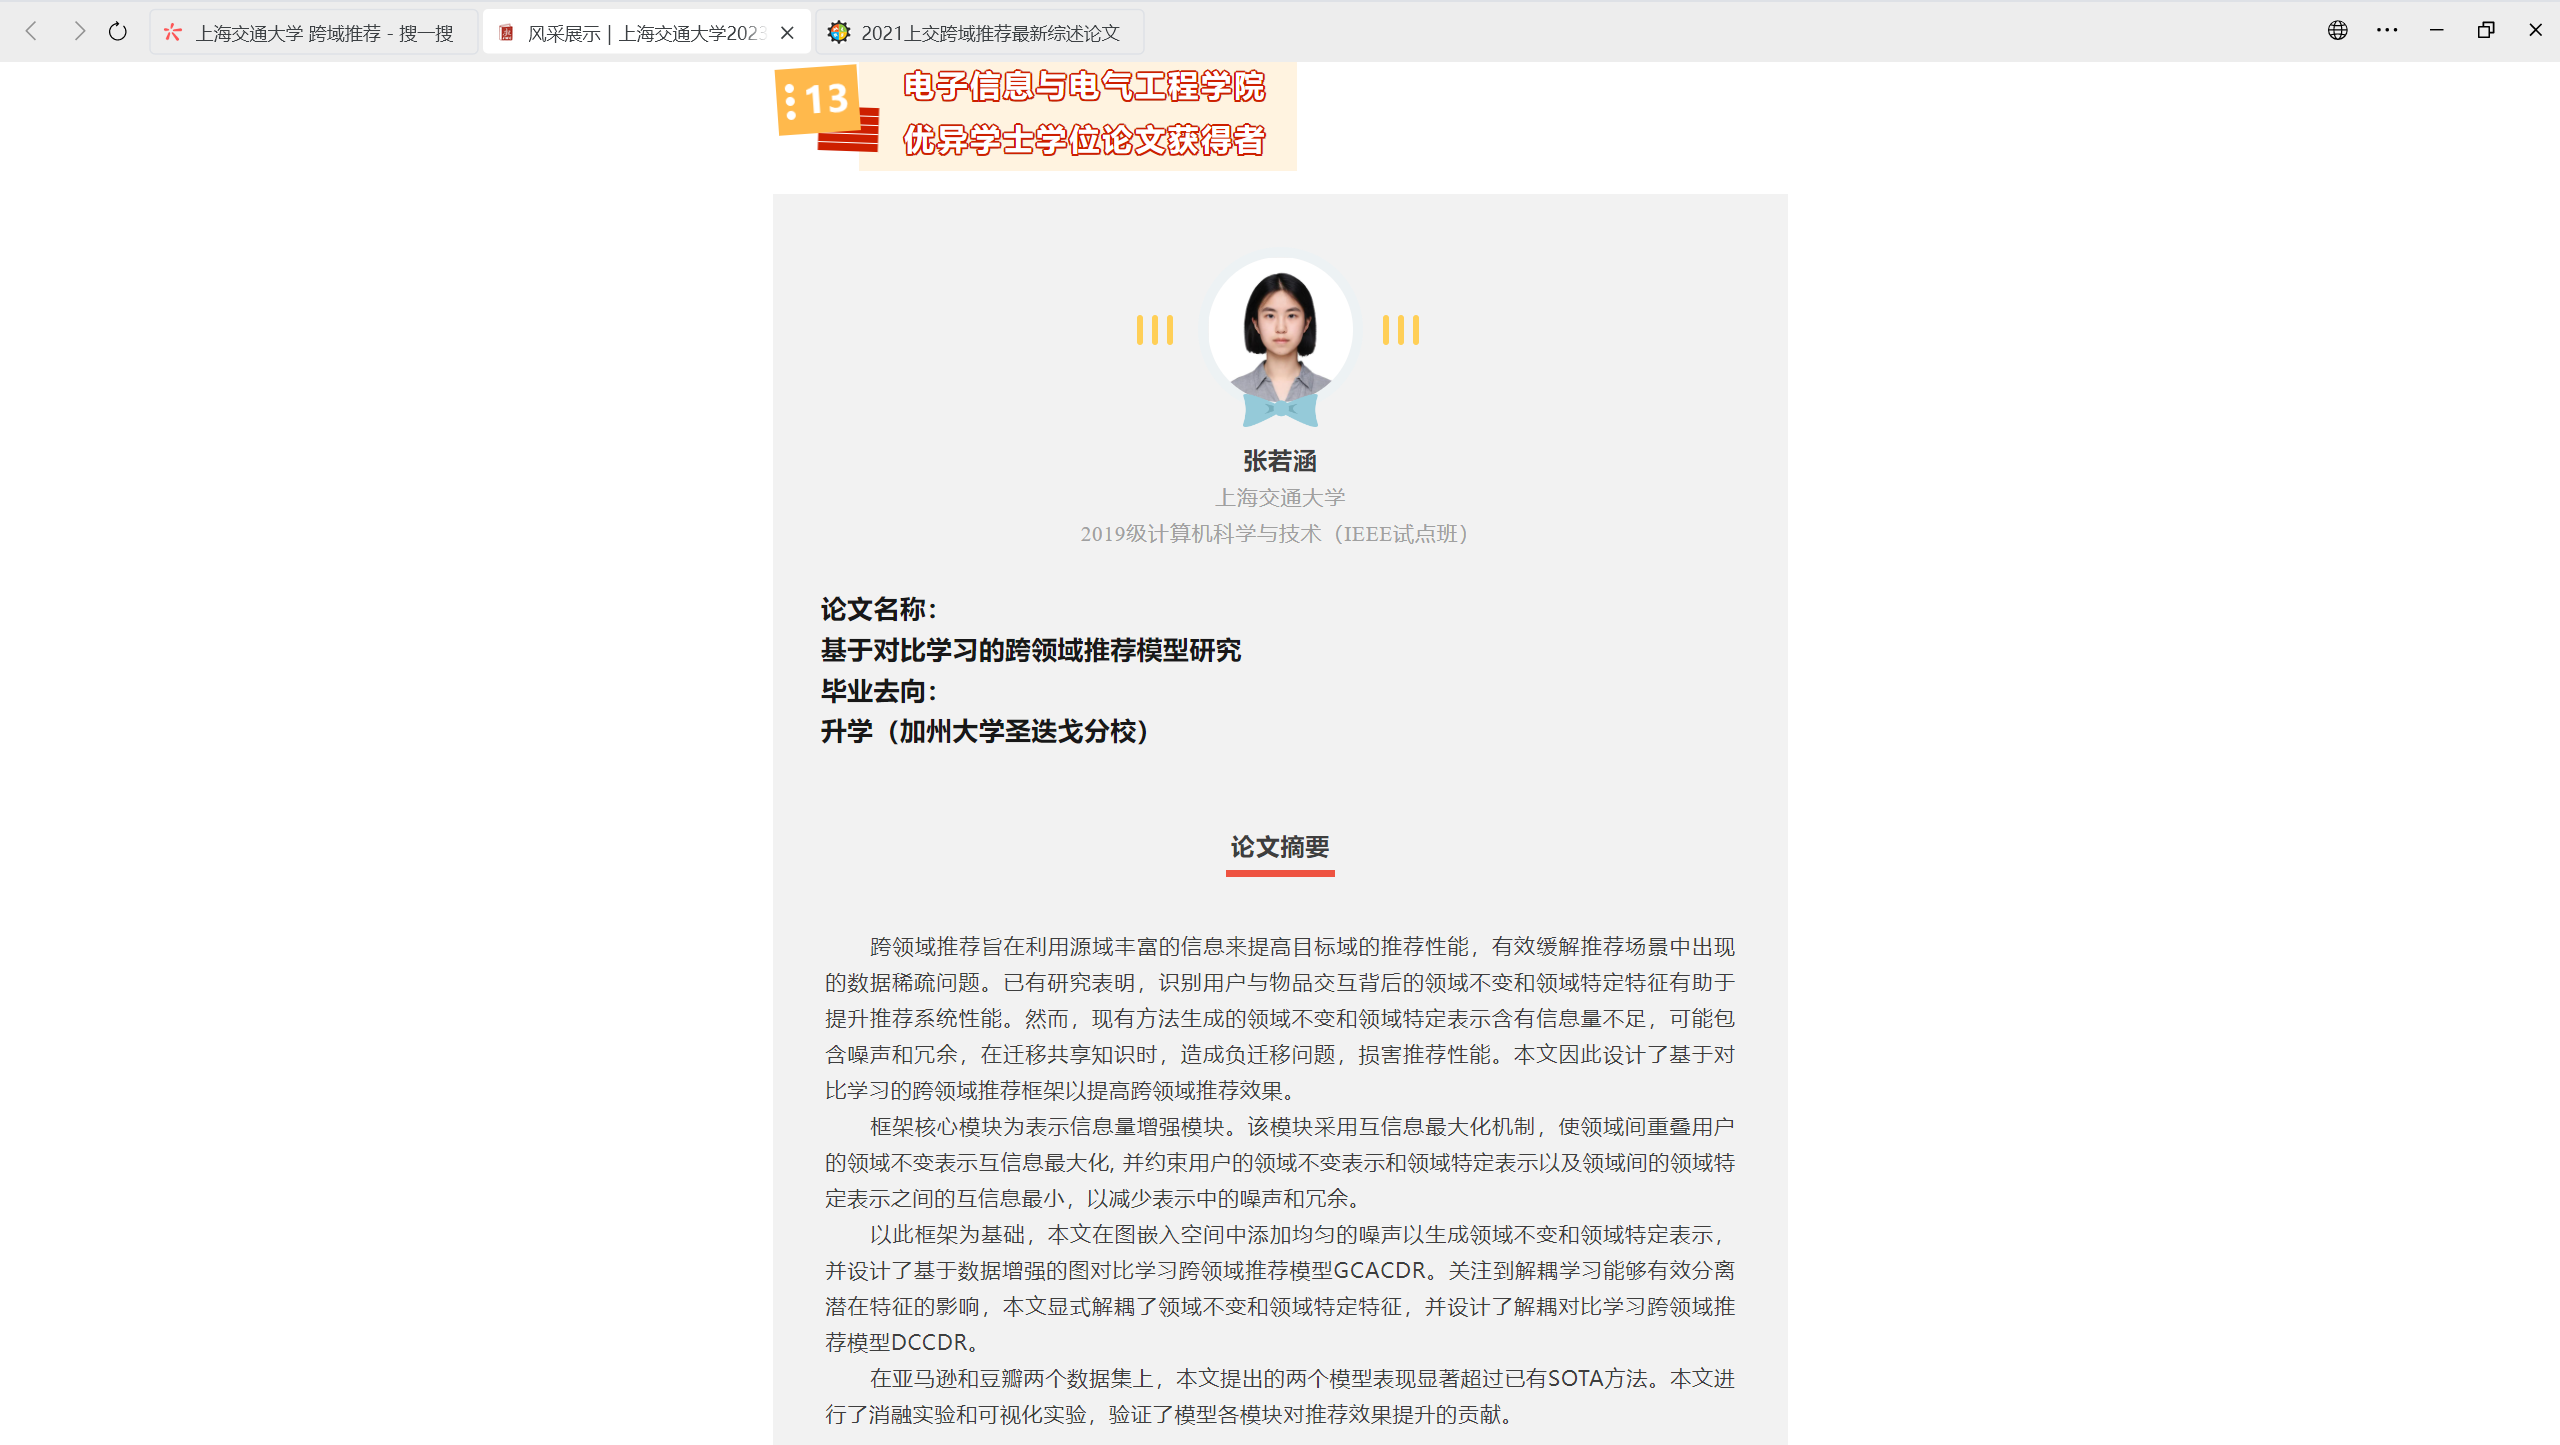 上海交通大学 跨域推荐 - 搜一搜
风采展示 | 上海交通大学2023
2021上交跨域推荐最新综述论文
13
电子信息与电气工程学院
优异学士学位论文获得者
张若涵
上海交通大学
2019级计算机科学与技术（IEEE试点班）
论文名称：
基于对比学习的跨领域推荐模型研究
毕业去向：
升学（加州大学圣迭戈分校）
论文摘要
跨领域推荐旨在利用源域丰富的信息来提高目标域的推荐性能，有效缓解推荐场景中出现
的数据稀疏问题。已有研究表明，识别用户与物品交互背后的领域不变和领域特定特征有助于
提升推荐系统性能。然而，现有方法生成的领域不变和领域特定表示含有信息量不足，可能包
含噪声和冗余，在迁移共享知识时，造成负迁移问题，损害推荐性能。本文因此设计了基于对
比学习的跨领域推荐框架以提高跨领域推荐效果。
框架核心模块为表示信息量增强模块。该模块采用互信息最大化机制，使领域间重叠用户
的领域不变表示互信息最大化, 并约束用户的领域不变表示和领域特定表示以及领域间的领域特
定表示之间的互信息最小，以减少表示中的噪声和冗余。
以此框架为基础，本文在图嵌入空间中添加均匀的噪声以生成领域不变和领域特定表示，
并设计了基于数据增强的图对比学习跨领域推荐模型GCACDR。关注到解耦学习能够有效分离
潜在特征的影响，本文显式解耦了领域不变和领域特定特征，并设计了解耦对比学习跨领域推
荐模型DCCDR。
在亚马逊和豆瓣两个数据集上，本文提出的两个模型表现显著超过已有SOTA方法。本文进
行了消融实验和可视化实验，验证了模型各模块对推荐效果提升的贡献。